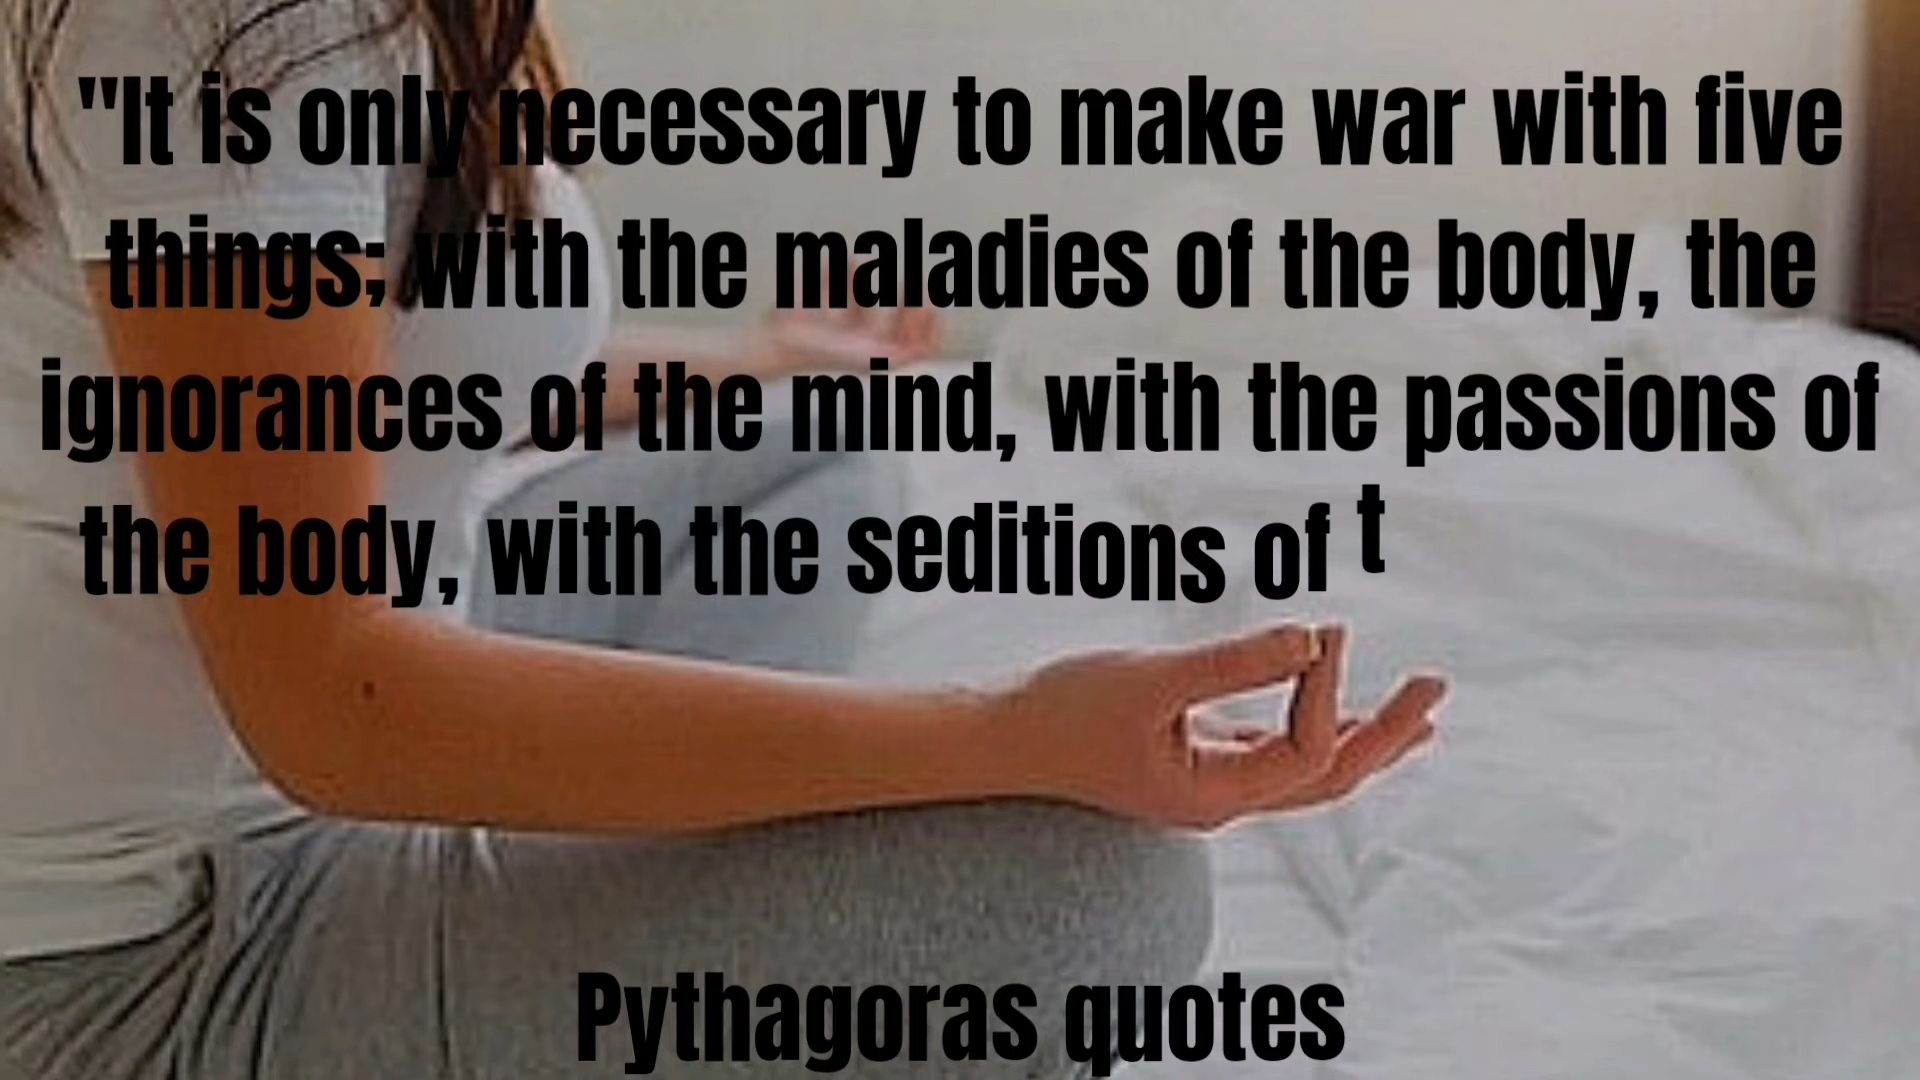 "It is only necessary to make war with five
things; with the maladies of the body, the
ignorances of the mind, with the passions of
the body, with the seditions of t
Pythagoras quotes